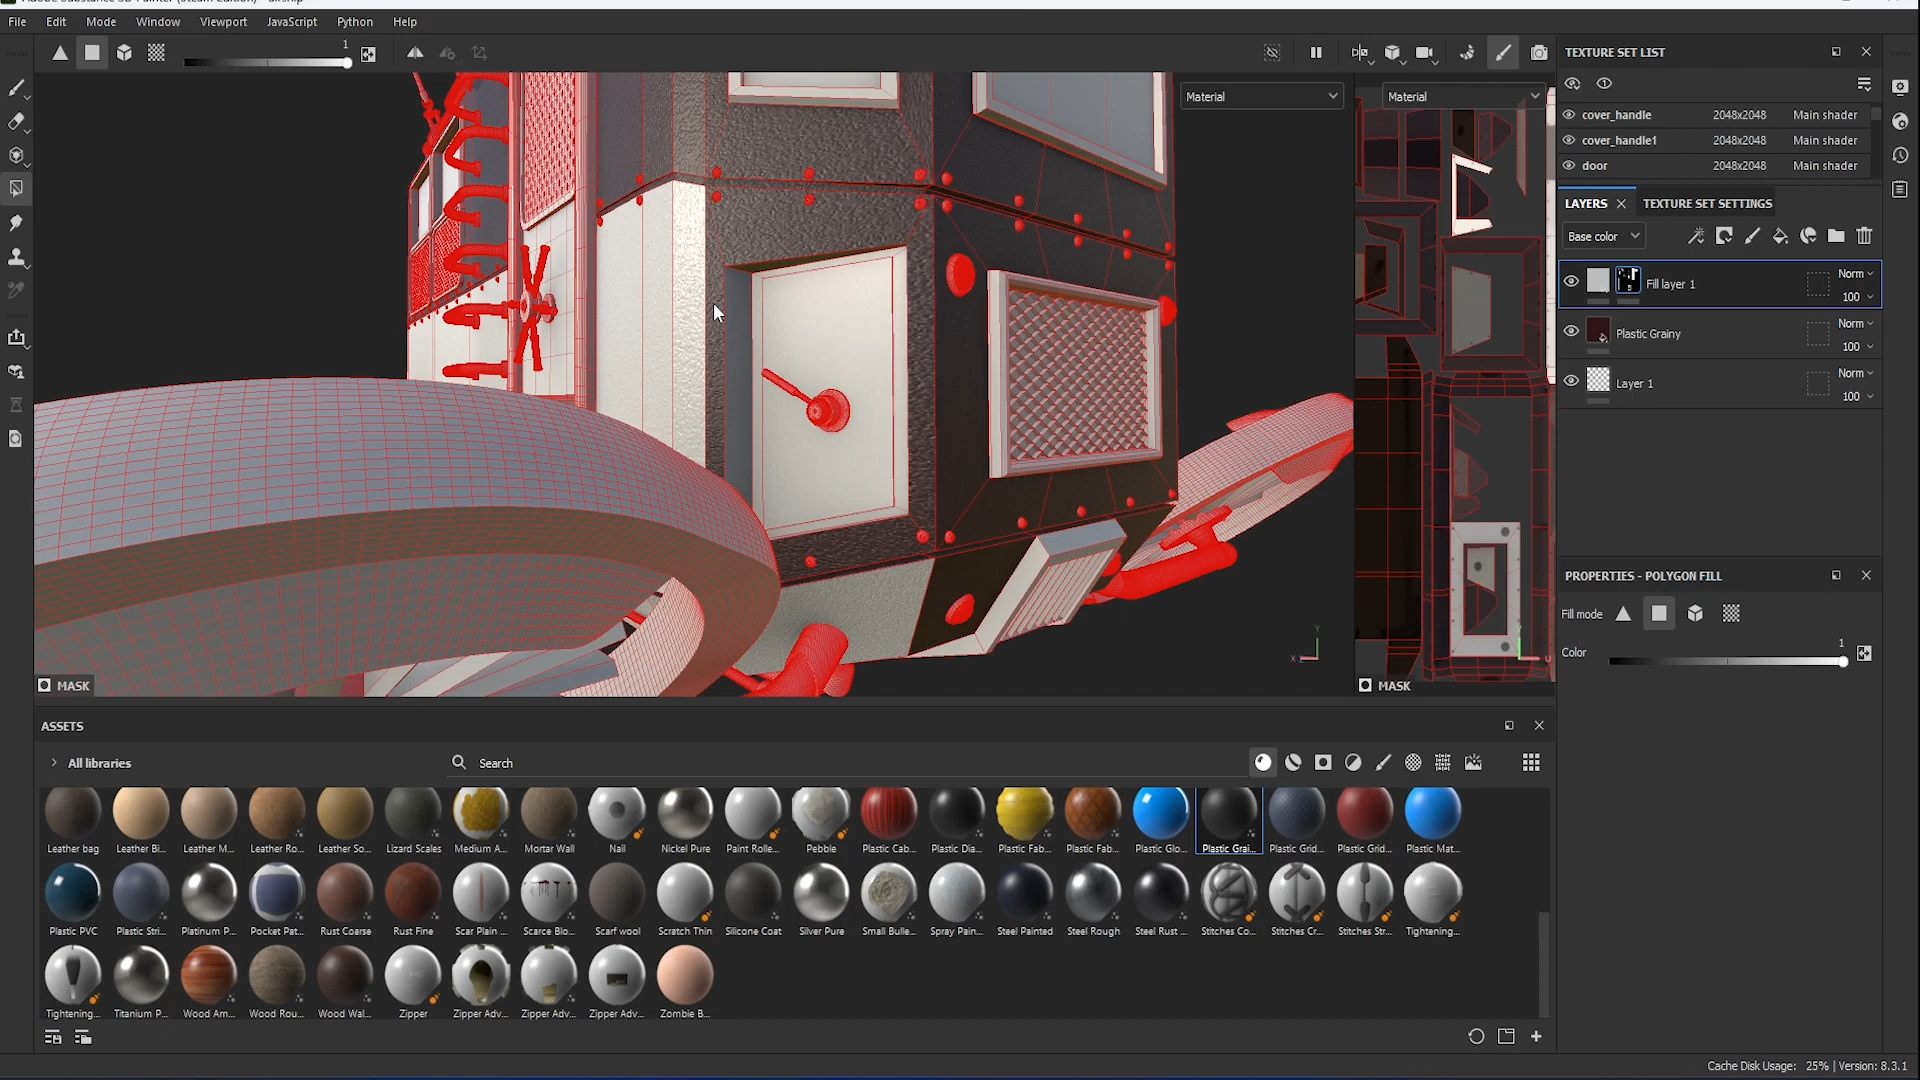 File Edit Mode Window Viewport JavaScript Python Help
1
Material
Material
TEXTURE SET LIST
cover_handle 2048x2048 Main shader
cover_handle1 2048x2048 Main shader
door 2048x2048 Main shader
LAYERS TEXTURE SET SETTINGS
Base color
Fill layer 1 Norm 100
Plastic Grainy Norm 100
Layer 1 Norm 100
PROPERTIES - POLYGON FILL
Fill mode
Color 1
MASK
MASK
ASSETS
All libraries
Search
Leather bag Leather Bi... Leather M... Leather Ro... Leather So... Lizard Scales Medium A... Mortar Wall Nail Nickel Pure Paint Rolle... Pebble Plastic Cab... Plastic Dia... Plastic Fab... Plastic Fab... Plastic Glo... Plastic Grai... Plastic Grid... Plastic Grid... Plastic Mat...
Plastic PVC Plastic Stri... Platinum P... Pocket Pat... Rust Coarse Rust Fine Scar Plain ... Scarce Blo... Scarf wool Scratch Thin Silicone Coat Silver Pure Small Bulle... Spray Pain... Steel Painted Steel Rough Steel Rust ... Stitches Co... Stitches Cr... Stitches Str... Tightening...
Tightening... Titanium P... Wood Am... Wood Rou... Wood Wal... Zipper Zipper Adv... Zipper Adv... Zipper Adv... Zombie B...
Cache Disk Usage: 25% | Version: 8.3.1